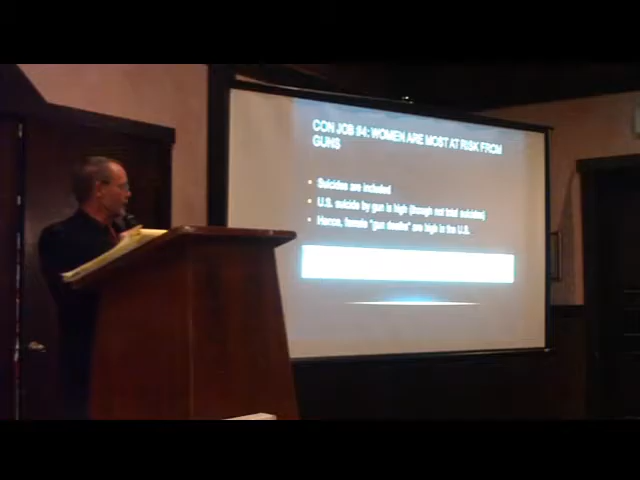 CON JOB #4: WOMEN ARE MOST AT RISK FROM
GUNS
• Suicides are included
• U.S. suicide by gun is high (though not total suicides)
• Hence, female "gun deaths" are high in the U.S.